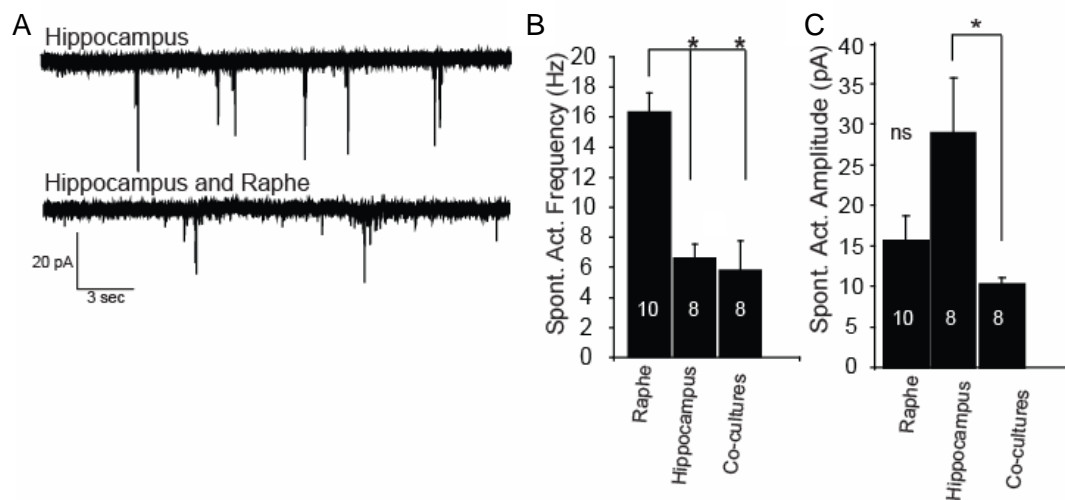 A
Hippocampus
Hippocampus and Raphe
20 pA
3 sec
B
Spont. Act. Frequency (Hz)
20
18
16
14
12
10
8
6
4
2
0
* *
10 8 8
Raphe
Hippocampus
Co-cultures
C
Spont. Act. Amplitude (pA)
40
35
30
25
20
15
10
5
0
*
ns
10 8 8
Raphe
Hippocampus
Co-cultures